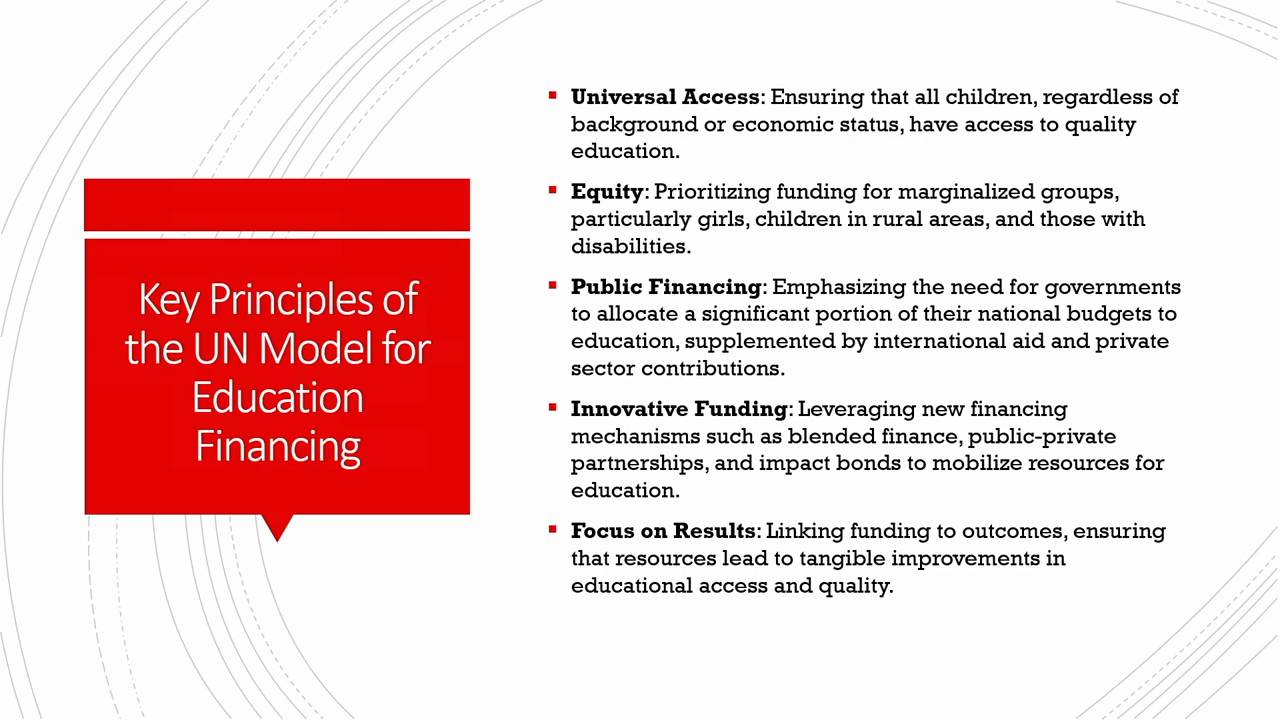 Key Principles of
the UN Model for
Education
Financing
Universal Access: Ensuring that all children, regardless of
background or economic status, have access to quality
education.
Equity: Prioritizing funding for marginalized groups,
particularly girls, children in rural areas, and those with
disabilities.
Public Financing: Emphasizing the need for governments
to allocate a significant portion of their national budgets to
education, supplemented by international aid and private
sector contributions.
Innovative Funding: Leveraging new financing
mechanisms such as blended finance, public-private
partnerships, and impact bonds to mobilize resources for
education.
Focus on Results: Linking funding to outcomes, ensuring
that resources lead to tangible improvements in
educational access and quality.